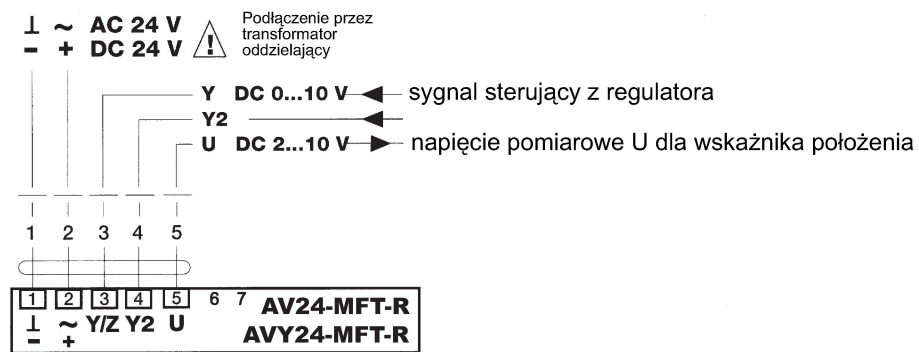 ⊥ ~ AC 24 V
– + DC 24 V
Podłączenie przez
transformator
oddzielający
Y DC 0...10 V sygnal sterujący z regulatora
Y2
U DC 2...10 V napięcie pomiarowe U dla wskażnika położenia
1 2 3 4 5
1 2 3 4 5 6 7 AV24-MFT-R
⊥ ~ Y/Z Y2 U AVY24-MFT-R
– +